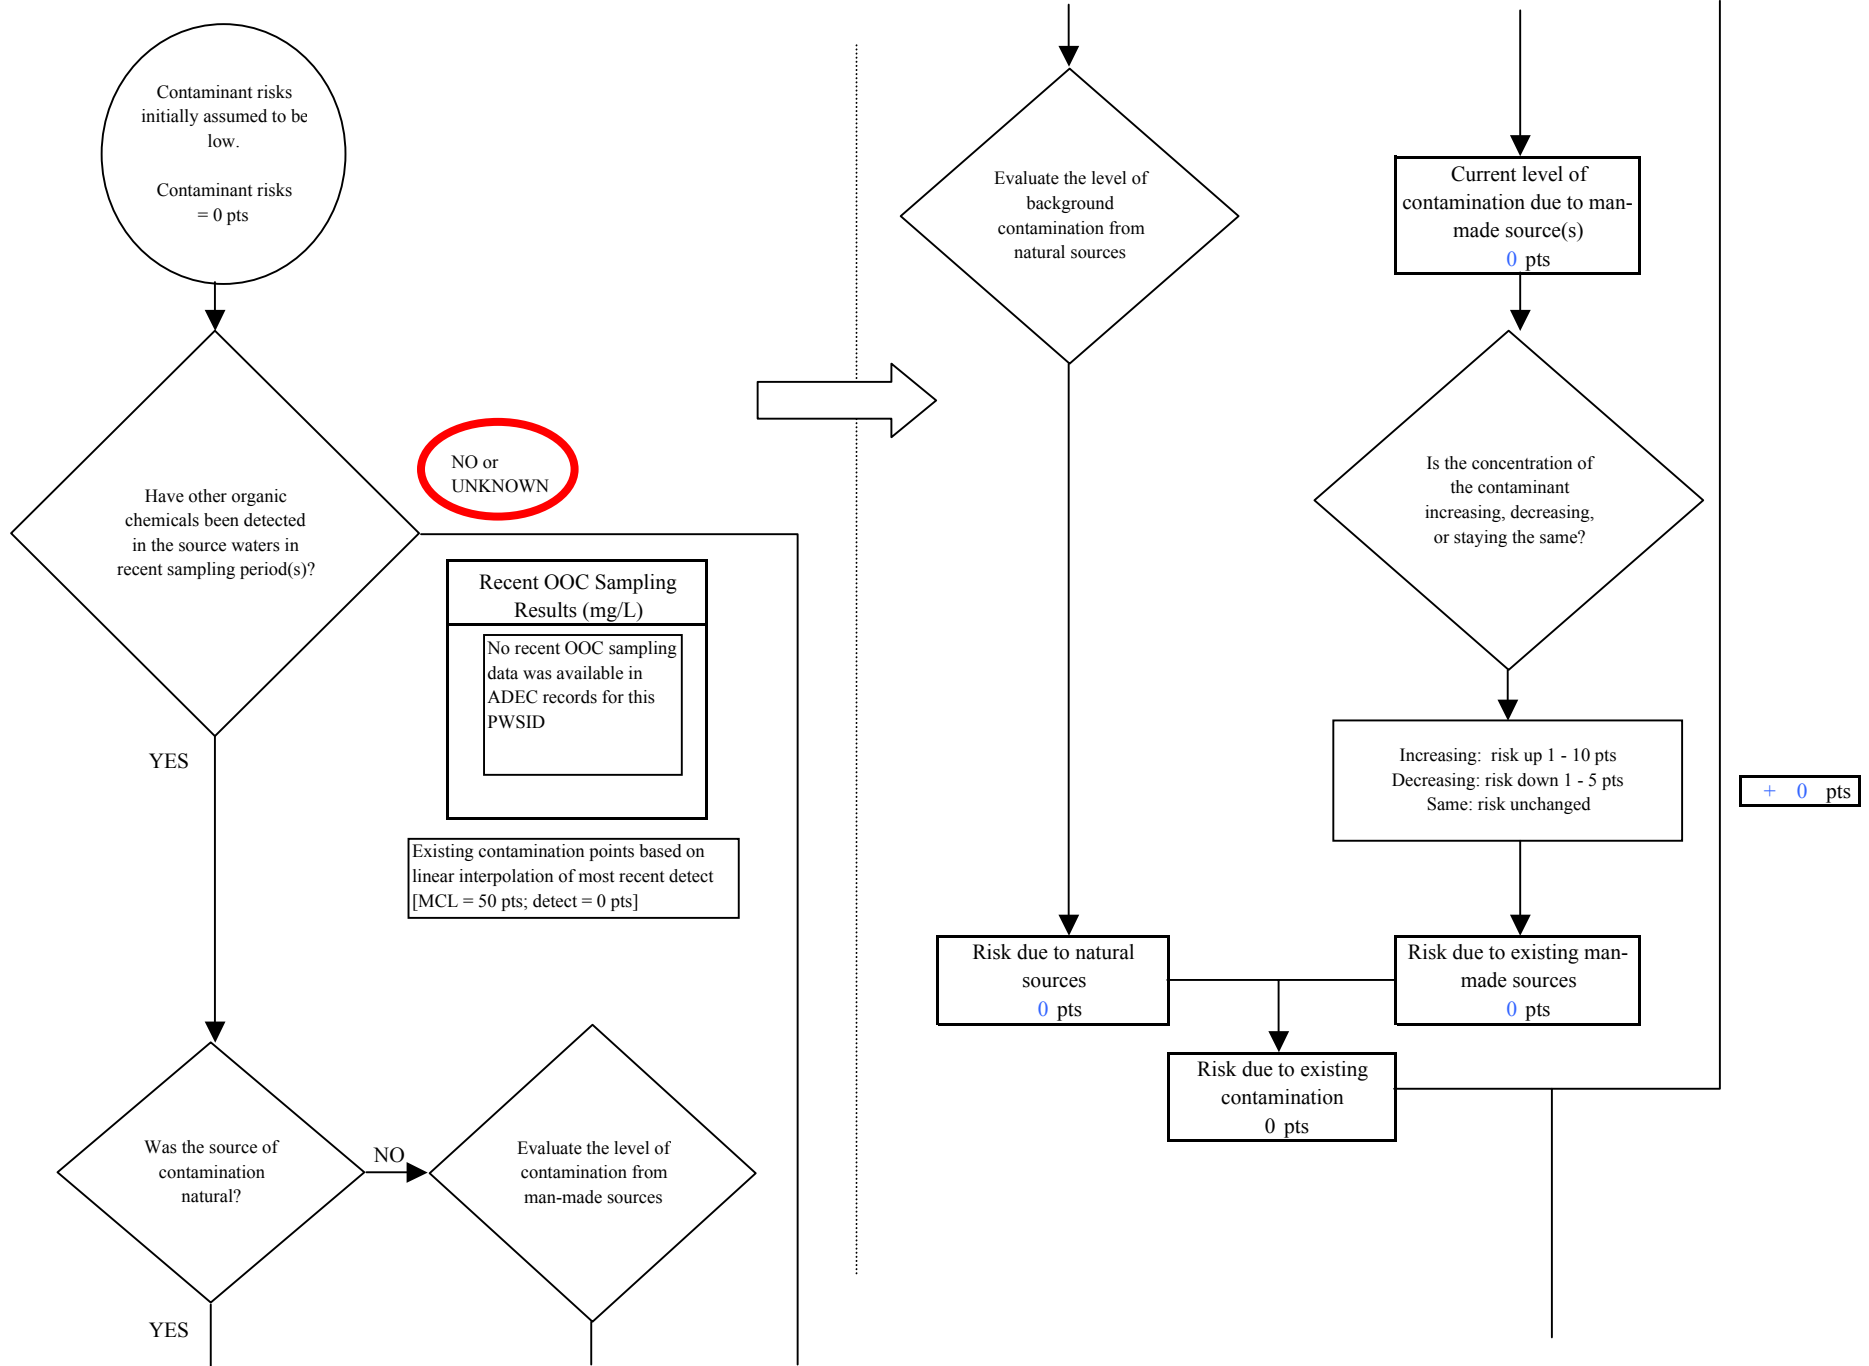 Contaminant risks
initially assumed to be
low.
Contaminant risks
= 0 pts
Have other organic
chemicals been detected
in the source waters in
recent sampling period(s)?
NO or
UNKNOWN
Recent OOC Sampling
Results (mg/L)
No recent OOC sampling
data was available in
ADEC records for this
PWSID
YES
Existing contamination points based on
linear interpolation of most recent detect
[MCL = 50 pts; detect = 0 pts]
Was the source of
contamination
natural?
NO
Evaluate the level of
contamination from
man-made sources
YES
Evaluate the level of
background
contamination from
natural sources
Current level of
contamination due to man-
made source(s)
0 pts
Is the concentration of
the contaminant
increasing, decreasing,
or staying the same?
Increasing: risk up 1 - 10 pts
Decreasing: risk down 1 - 5 pts
Same: risk unchanged
+ 0 pts
Risk due to natural
sources
0 pts
Risk due to existing man-
made sources
0 pts
Risk due to existing
contamination
0 pts